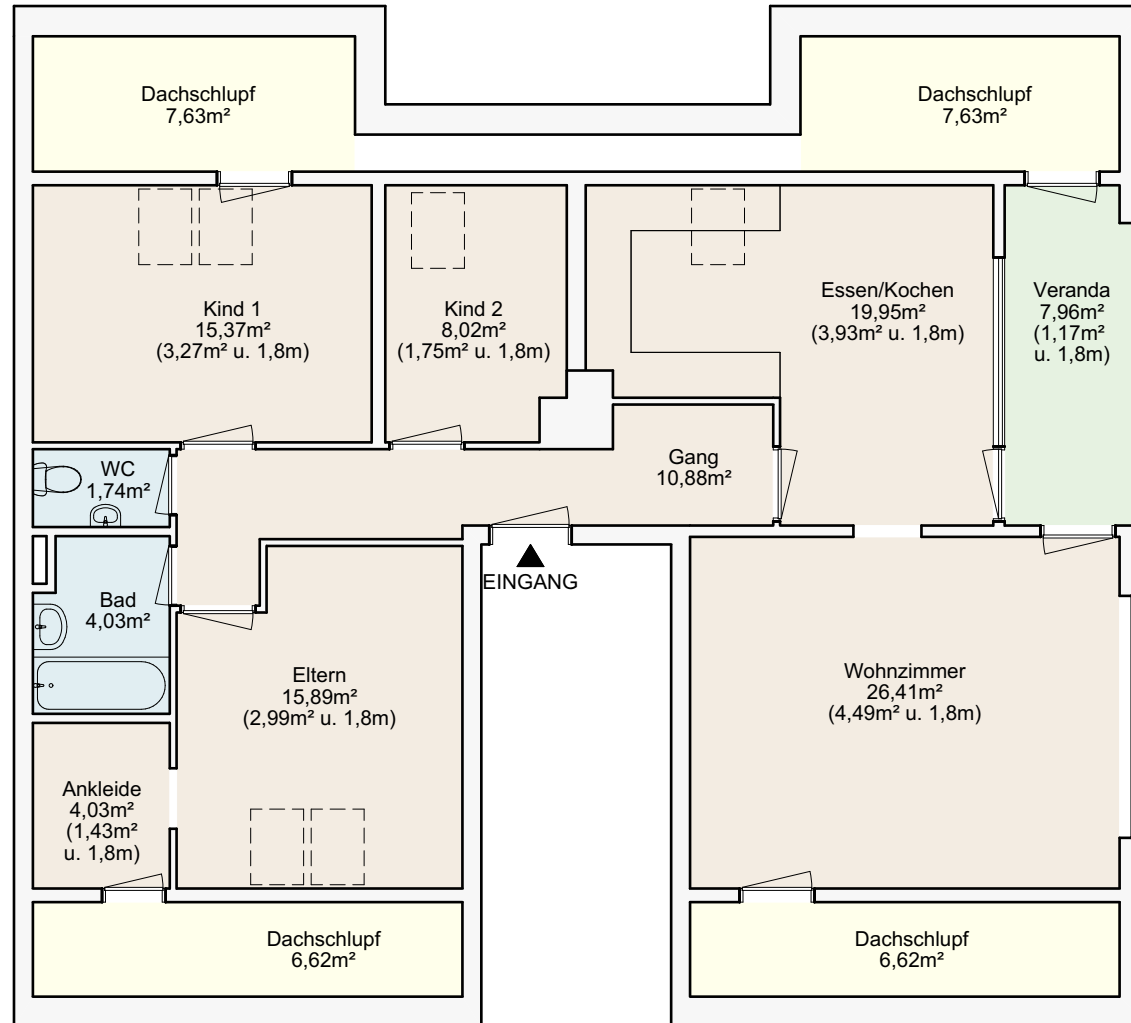 Dachschlupf
7,63m²
Dachschlupf
7,63m²
Kind 1
15,37m²
(3,27m² u. 1,8m)
Kind 2
8,02m²
(1,75m² u. 1,8m)
Essen/Kochen
19,95m²
(3,93m² u. 1,8m)
Veranda
7,96m²
(1,17m²
u. 1,8m)
WC
1,74m²
Gang
10,88m²
EINGANG
Bad
4,03m²
Eltern
15,89m²
(2,99m² u. 1,8m)
Wohnzimmer
26,41m²
(4,49m² u. 1,8m)
Ankleide
4,03m²
(1,43m²
u. 1,8m)
Dachschlupf
6,62m²
Dachschlupf
6,62m²